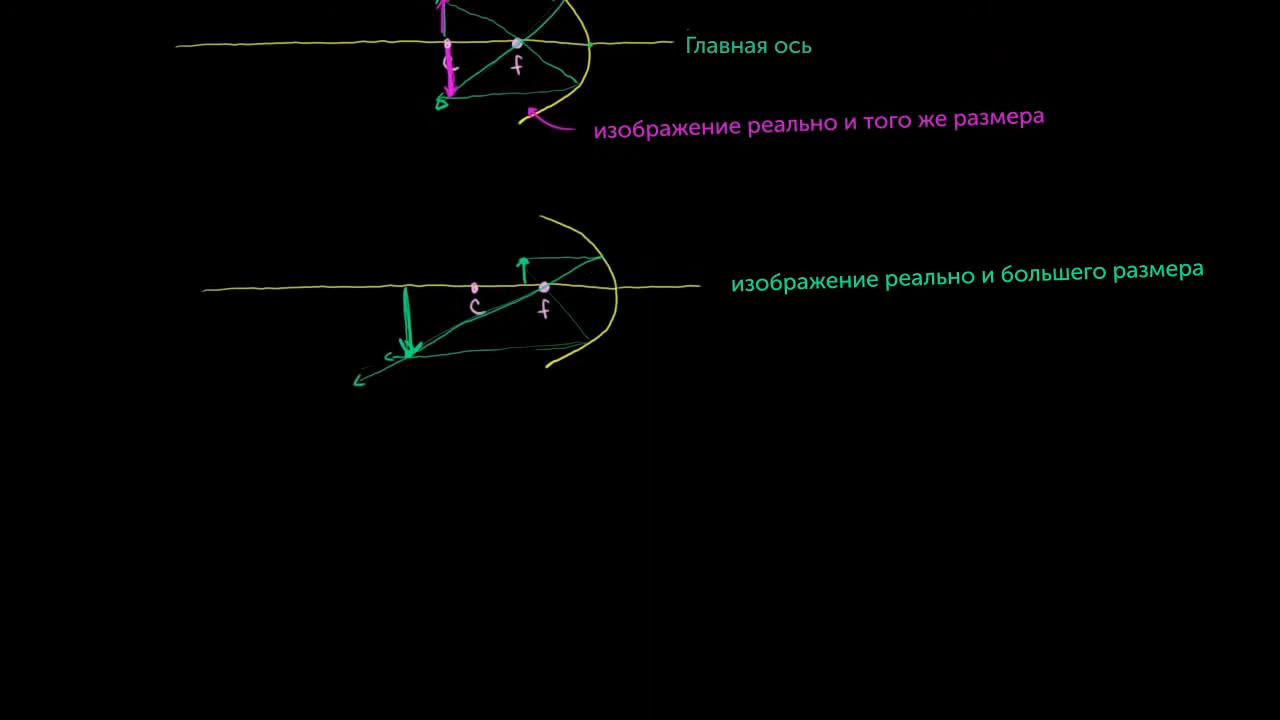 Главная ось
f
изображение реально и того же размера
изображение реально и большего размера
C
f